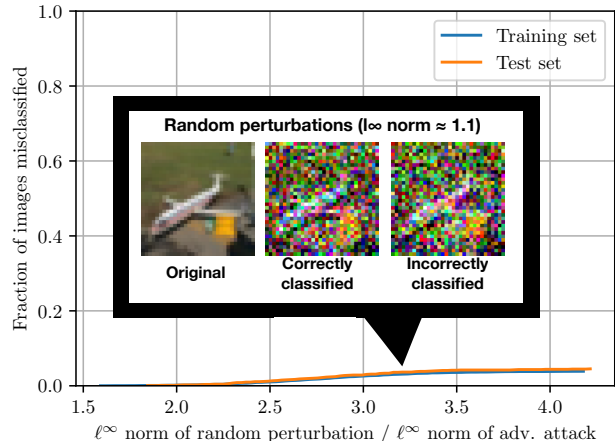 1.0
0.8
0.6
0.4
0.2
0.0
Fraction of images misclassified
Training set
Test set
Random perturbations (l∞ norm ≈ 1.1)
Original
Correctly
classified
Incorrectly
classified
1.5 2.0 2.5 3.0 3.5 4.0
ℓ∞ norm of random perturbation / ℓ∞ norm of adv. attack